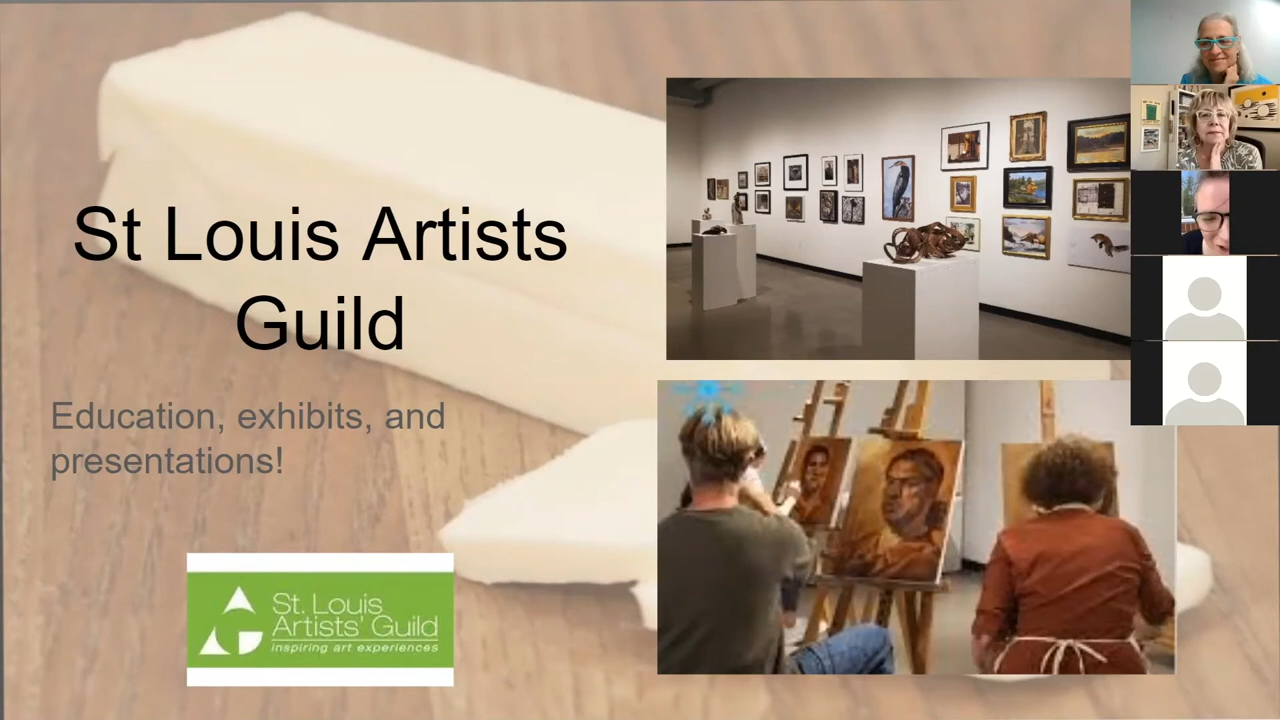 St Louis Artists
Guild
Education, exhibits, and
presentations!
St. Louis
Artists' Guild
inspiring art experiences